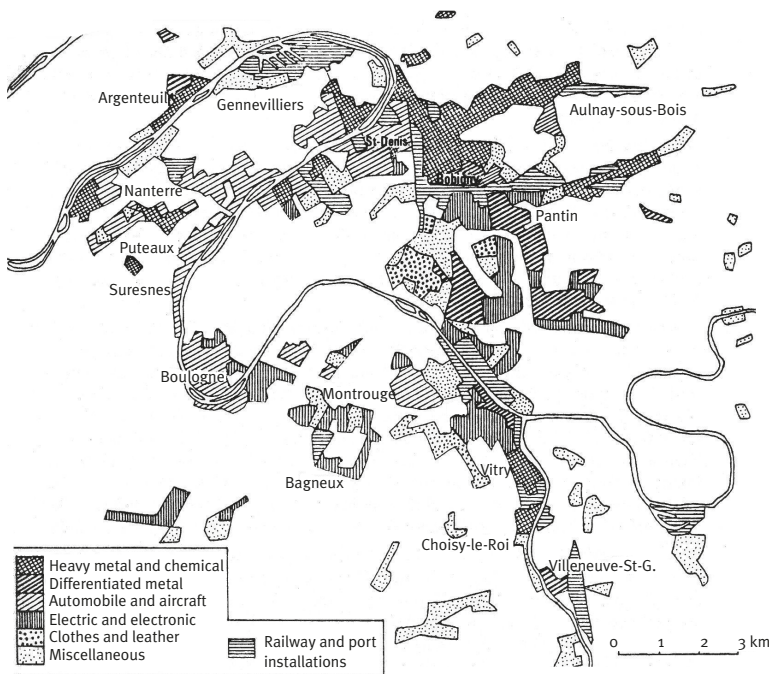 Argenteuil
Gennevilliers
Aulnay-sous-Bois
St-Denis
Bobigny
Nanterre
Pantin
Puteaux
Suresnes
Boulogne
Montrouge
Bagneux
Vitry
Choisy-le-Roi
Villeneuve-St-G.
Heavy metal and chemical
Differentiated metal
Automobile and aircraft
Electric and electronic
Clothes and leather
Miscellaneous
Railway and port
installations
0 1 2 3 km